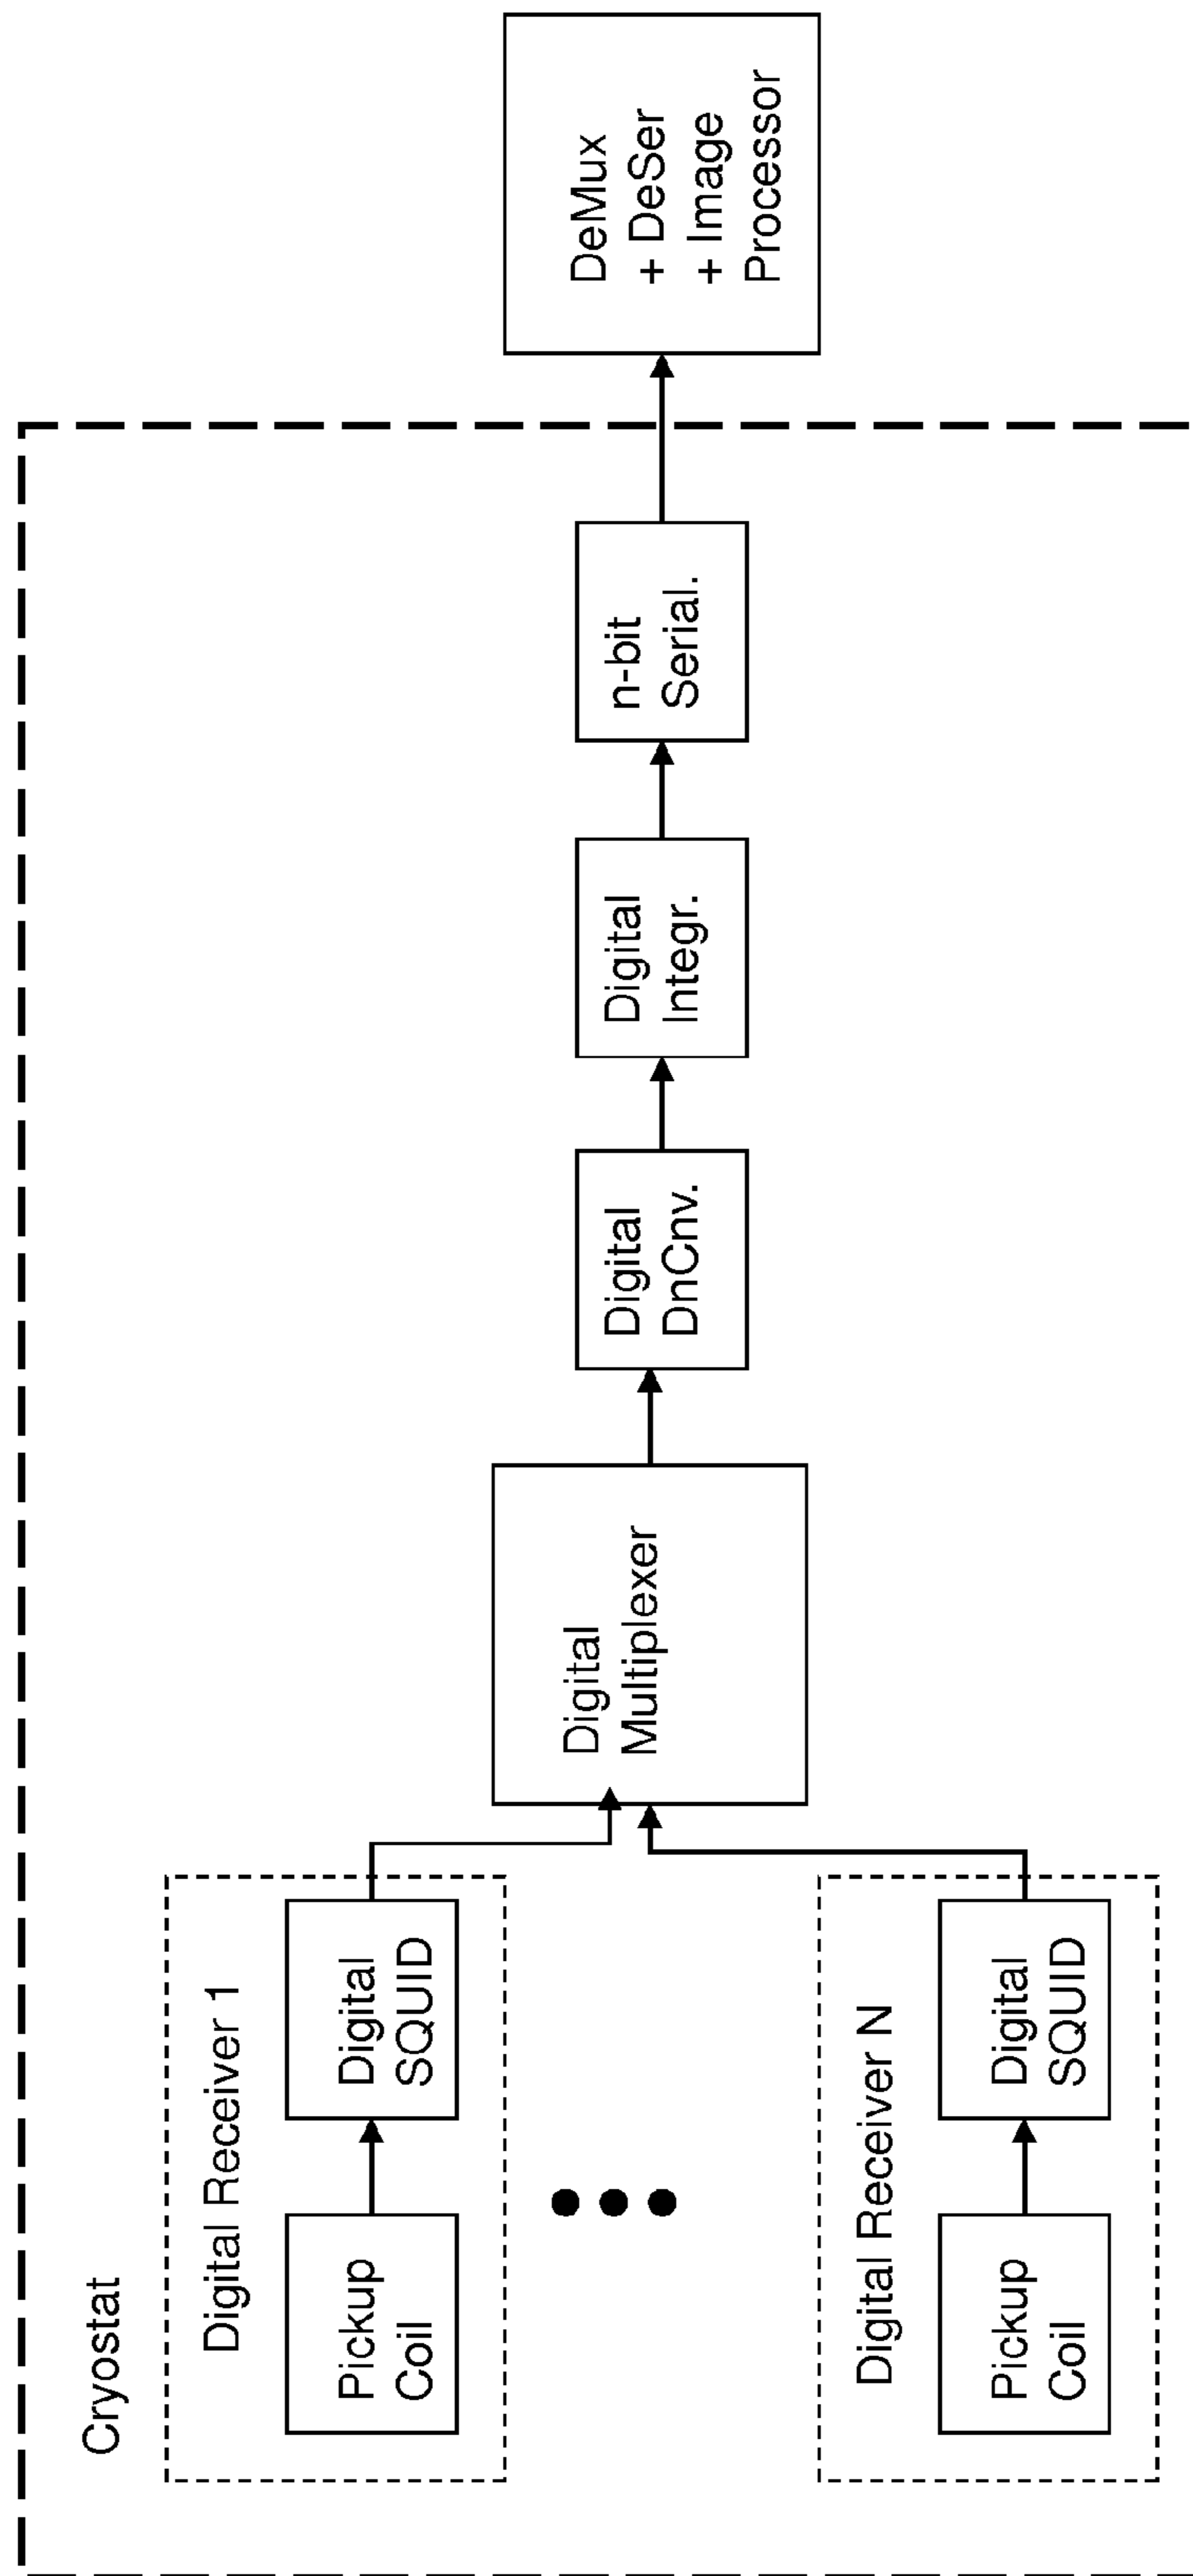 Cryostat
Digital Receiver 1
Pickup
Coil
Digital
SQUID
Digital Receiver N
Pickup
Coil
Digital
SQUID
Digital
Multiplexer
Digital
DnCnv.
Digital
Integr.
n-bit
Serial.
DeMux
+ DeSer
+ Image
Processor